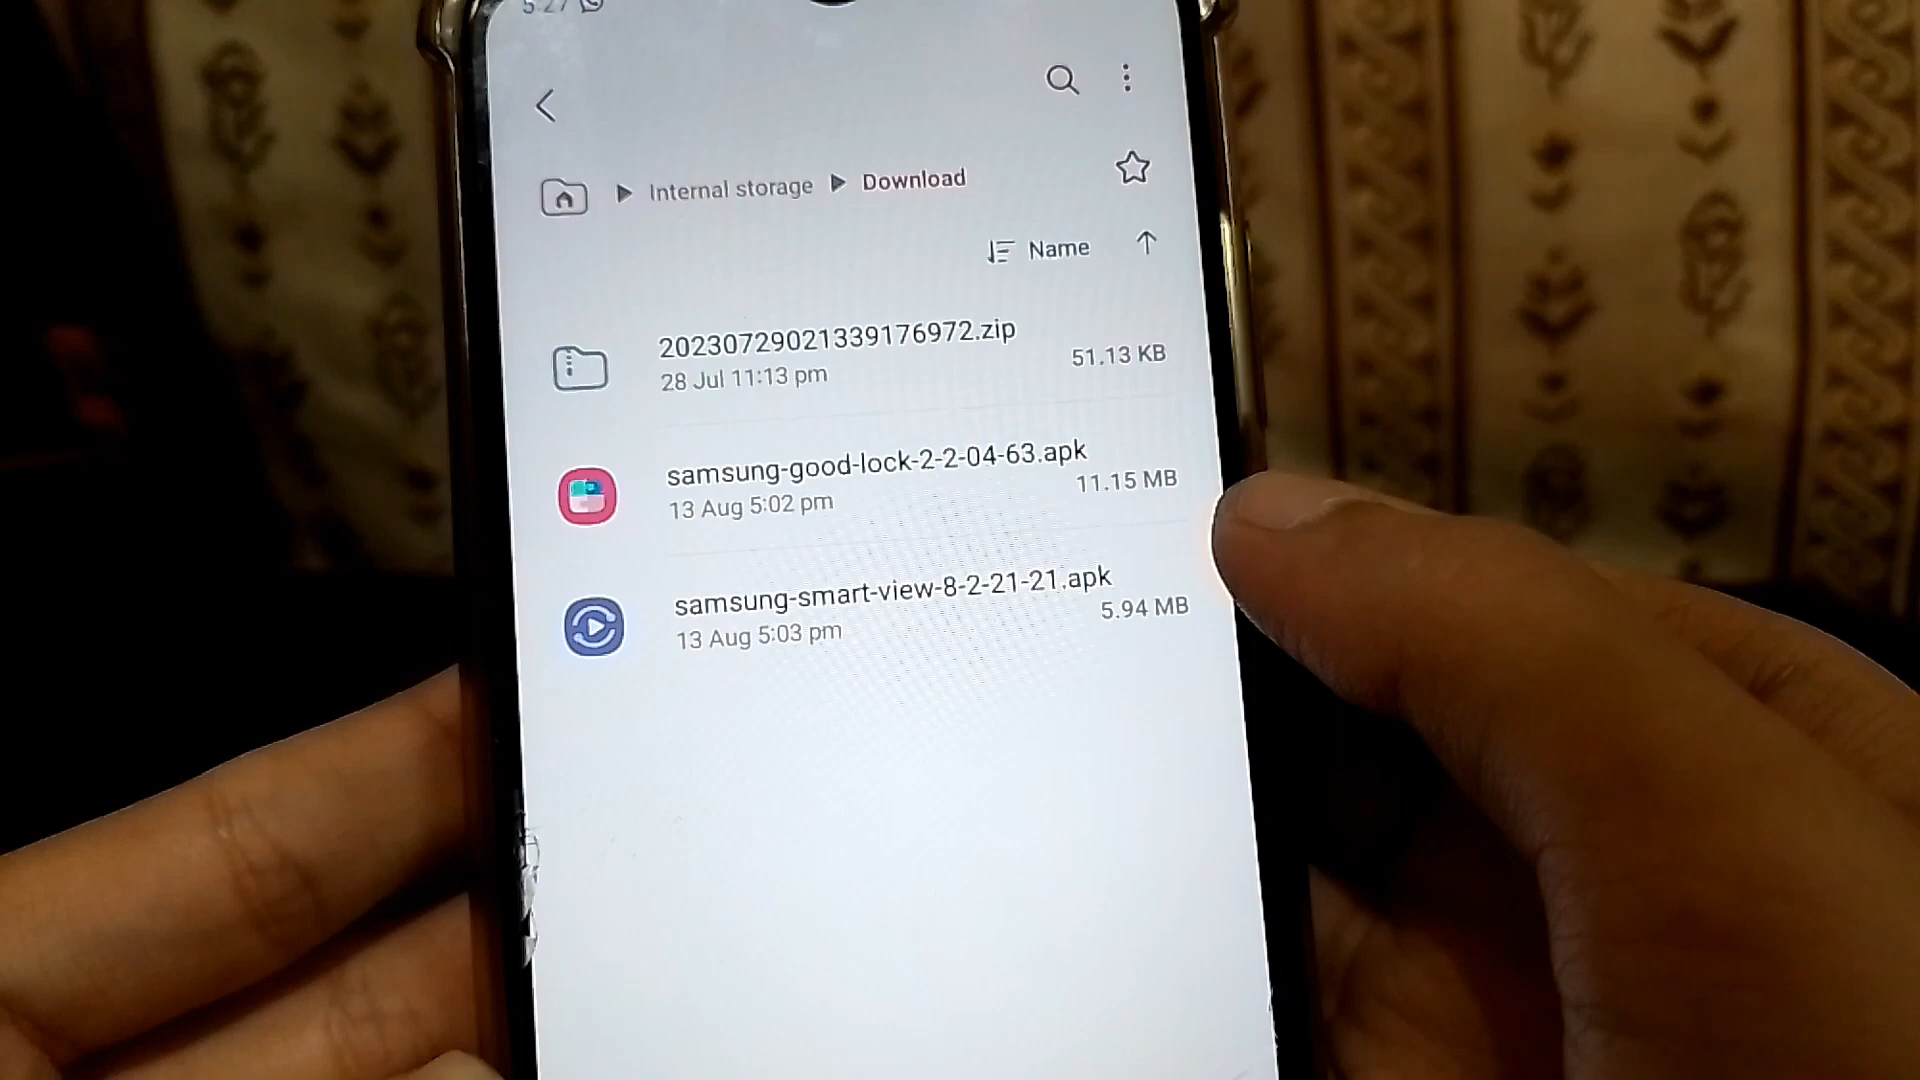 5:27
Internal storage ▶ Download
Name
20230729021339176972.zip
28 Jul 11:13 pm
51.13 KB
samsung-good-lock-2-2-04-63.apk
13 Aug 5:02 pm
11.15 MB
samsung-smart-view-8-2-21-21.apk
13 Aug 5:03 pm
5.94 MB